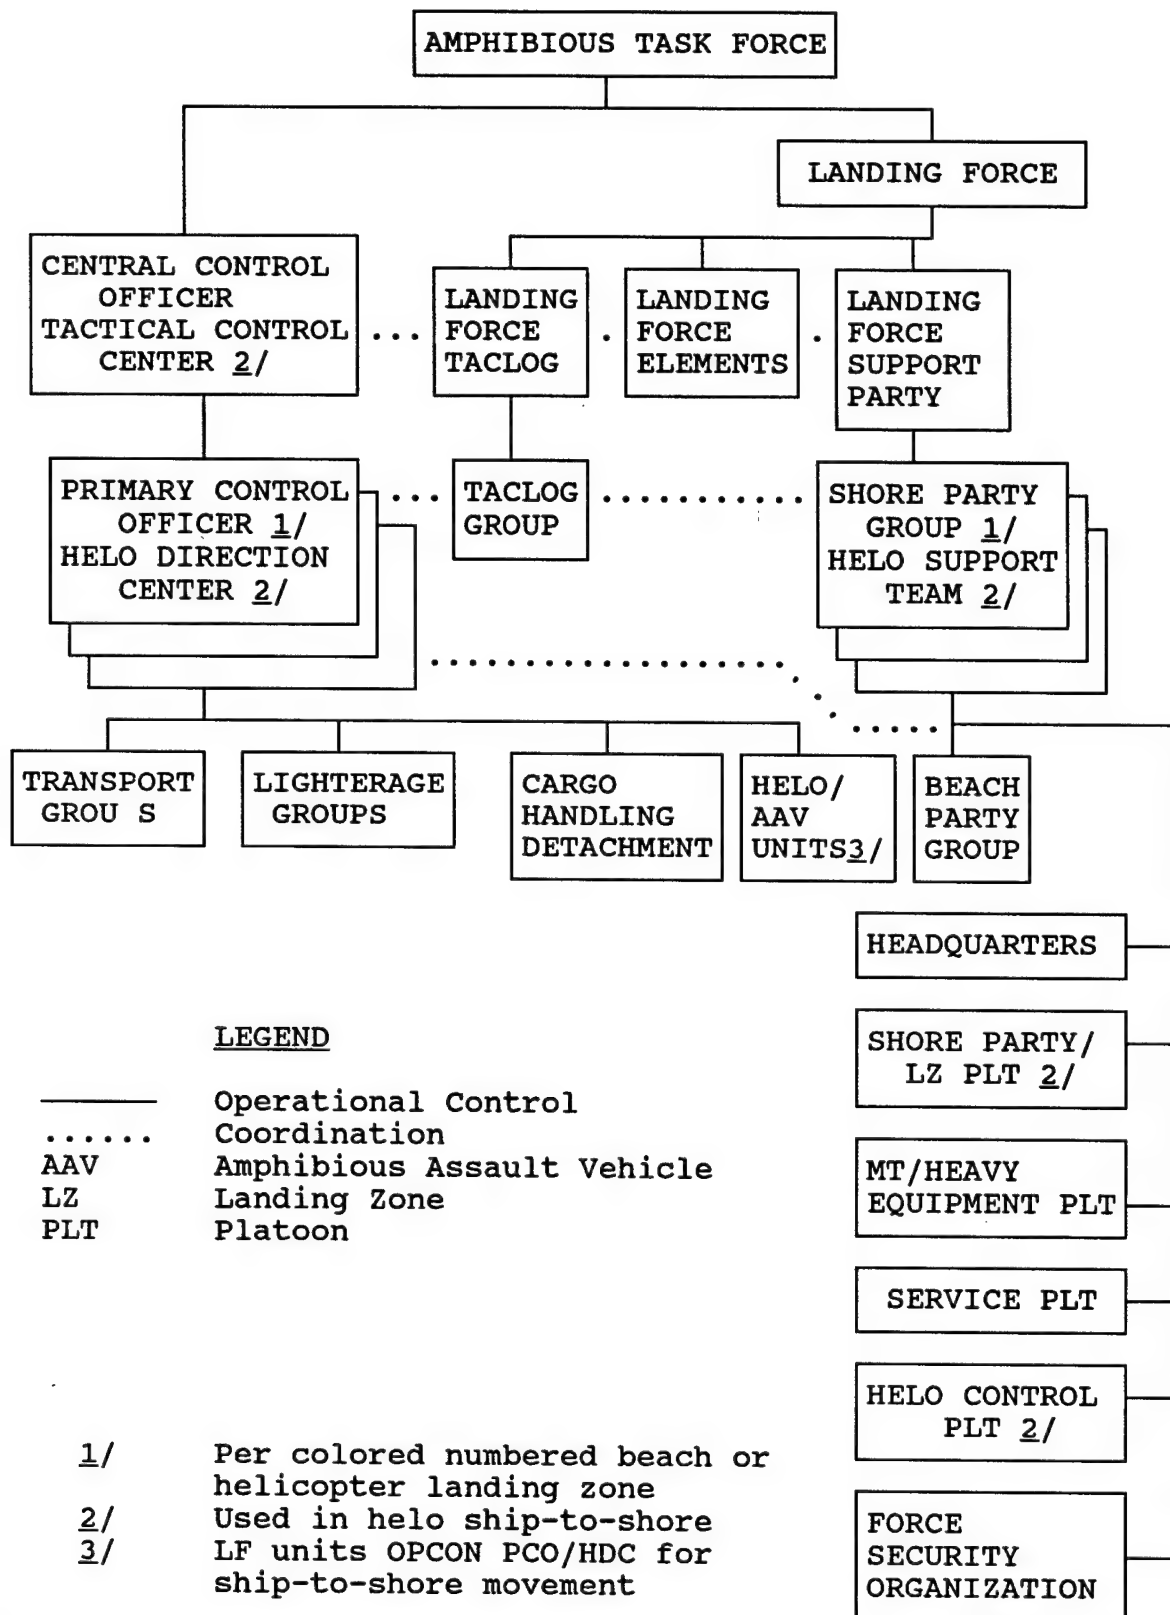 AMPHIBIOUS TASK FORCE
LANDING FORCE
CENTRAL CONTROL
OFFICER
TACTICAL CONTROL
CENTER 2/
...
LANDING
FORCE
TACLOG
.
LANDING
FORCE
ELEMENTS
.
LANDING
FORCE
SUPPORT
PARTY
PRIMARY CONTROL
OFFICER 1/
HELO DIRECTION
CENTER 2/
TACLOG
GROUP
SHORE PARTY
GROUP 1/
HELO SUPPORT
TEAM 2/
TRANSPORT
GROU S
LIGHTERAGE
GROUPS
CARGO
HANDLING
DETACHMENT
HELO/
AAV
UNITS3/
BEACH
PARTY
GROUP
HEADQUARTERS
SHORE PARTY/
LZ PLT 2/
MT/HEAVY
EQUIPMENT PLT
SERVICE PLT
HELO CONTROL
PLT 2/
FORCE
SECURITY
ORGANIZATION
LEGEND
Operational Control
...... Coordination
AAV Amphibious Assault Vehicle
LZ Landing Zone
PLT Platoon
1/ Per colored numbered beach or
helicopter landing zone
2/ Used in helo ship-to-shore
3/ LF units OPCON PCO/HDC for
ship-to-shore movement